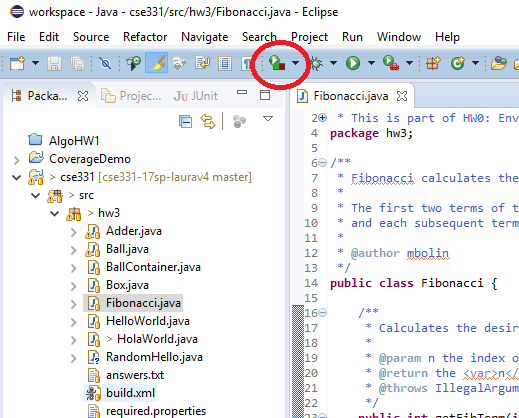 workspace - Java - cse331/src/hw3/Fibonacci.java - Eclipse
File Edit Source Refactor Navigate Search Project Run Window Help
Packa... Projec... JUnit
AlgoHW1
CoverageDemo
> cse331 [cse331-17sp-laurav4 master]
> src
> hw3
Adder.java
Ball.java
BallContainer.java
Box.java
Fibonacci.java
HelloWorld.java
> HolaWorld.java
RandomHello.java
answers.txt
build.xml
required.properties
Fibonacci.java
2 * This is part of HW0: Env
4 package hw3;
5
6 /**
7 * Fibonacci calculates the
8 *
9 * The first two terms of t
10 * and each subsequent term
11 *
12 * @author mbolin
13 */
14 public class Fibonacci {
15
16 /**
17 * Calculates the desir
18 *
19 * @param n the index o
20 * @return the <var>n</
21 * @throws IllegalArgum
22 */
23 public int getFibTerm(i